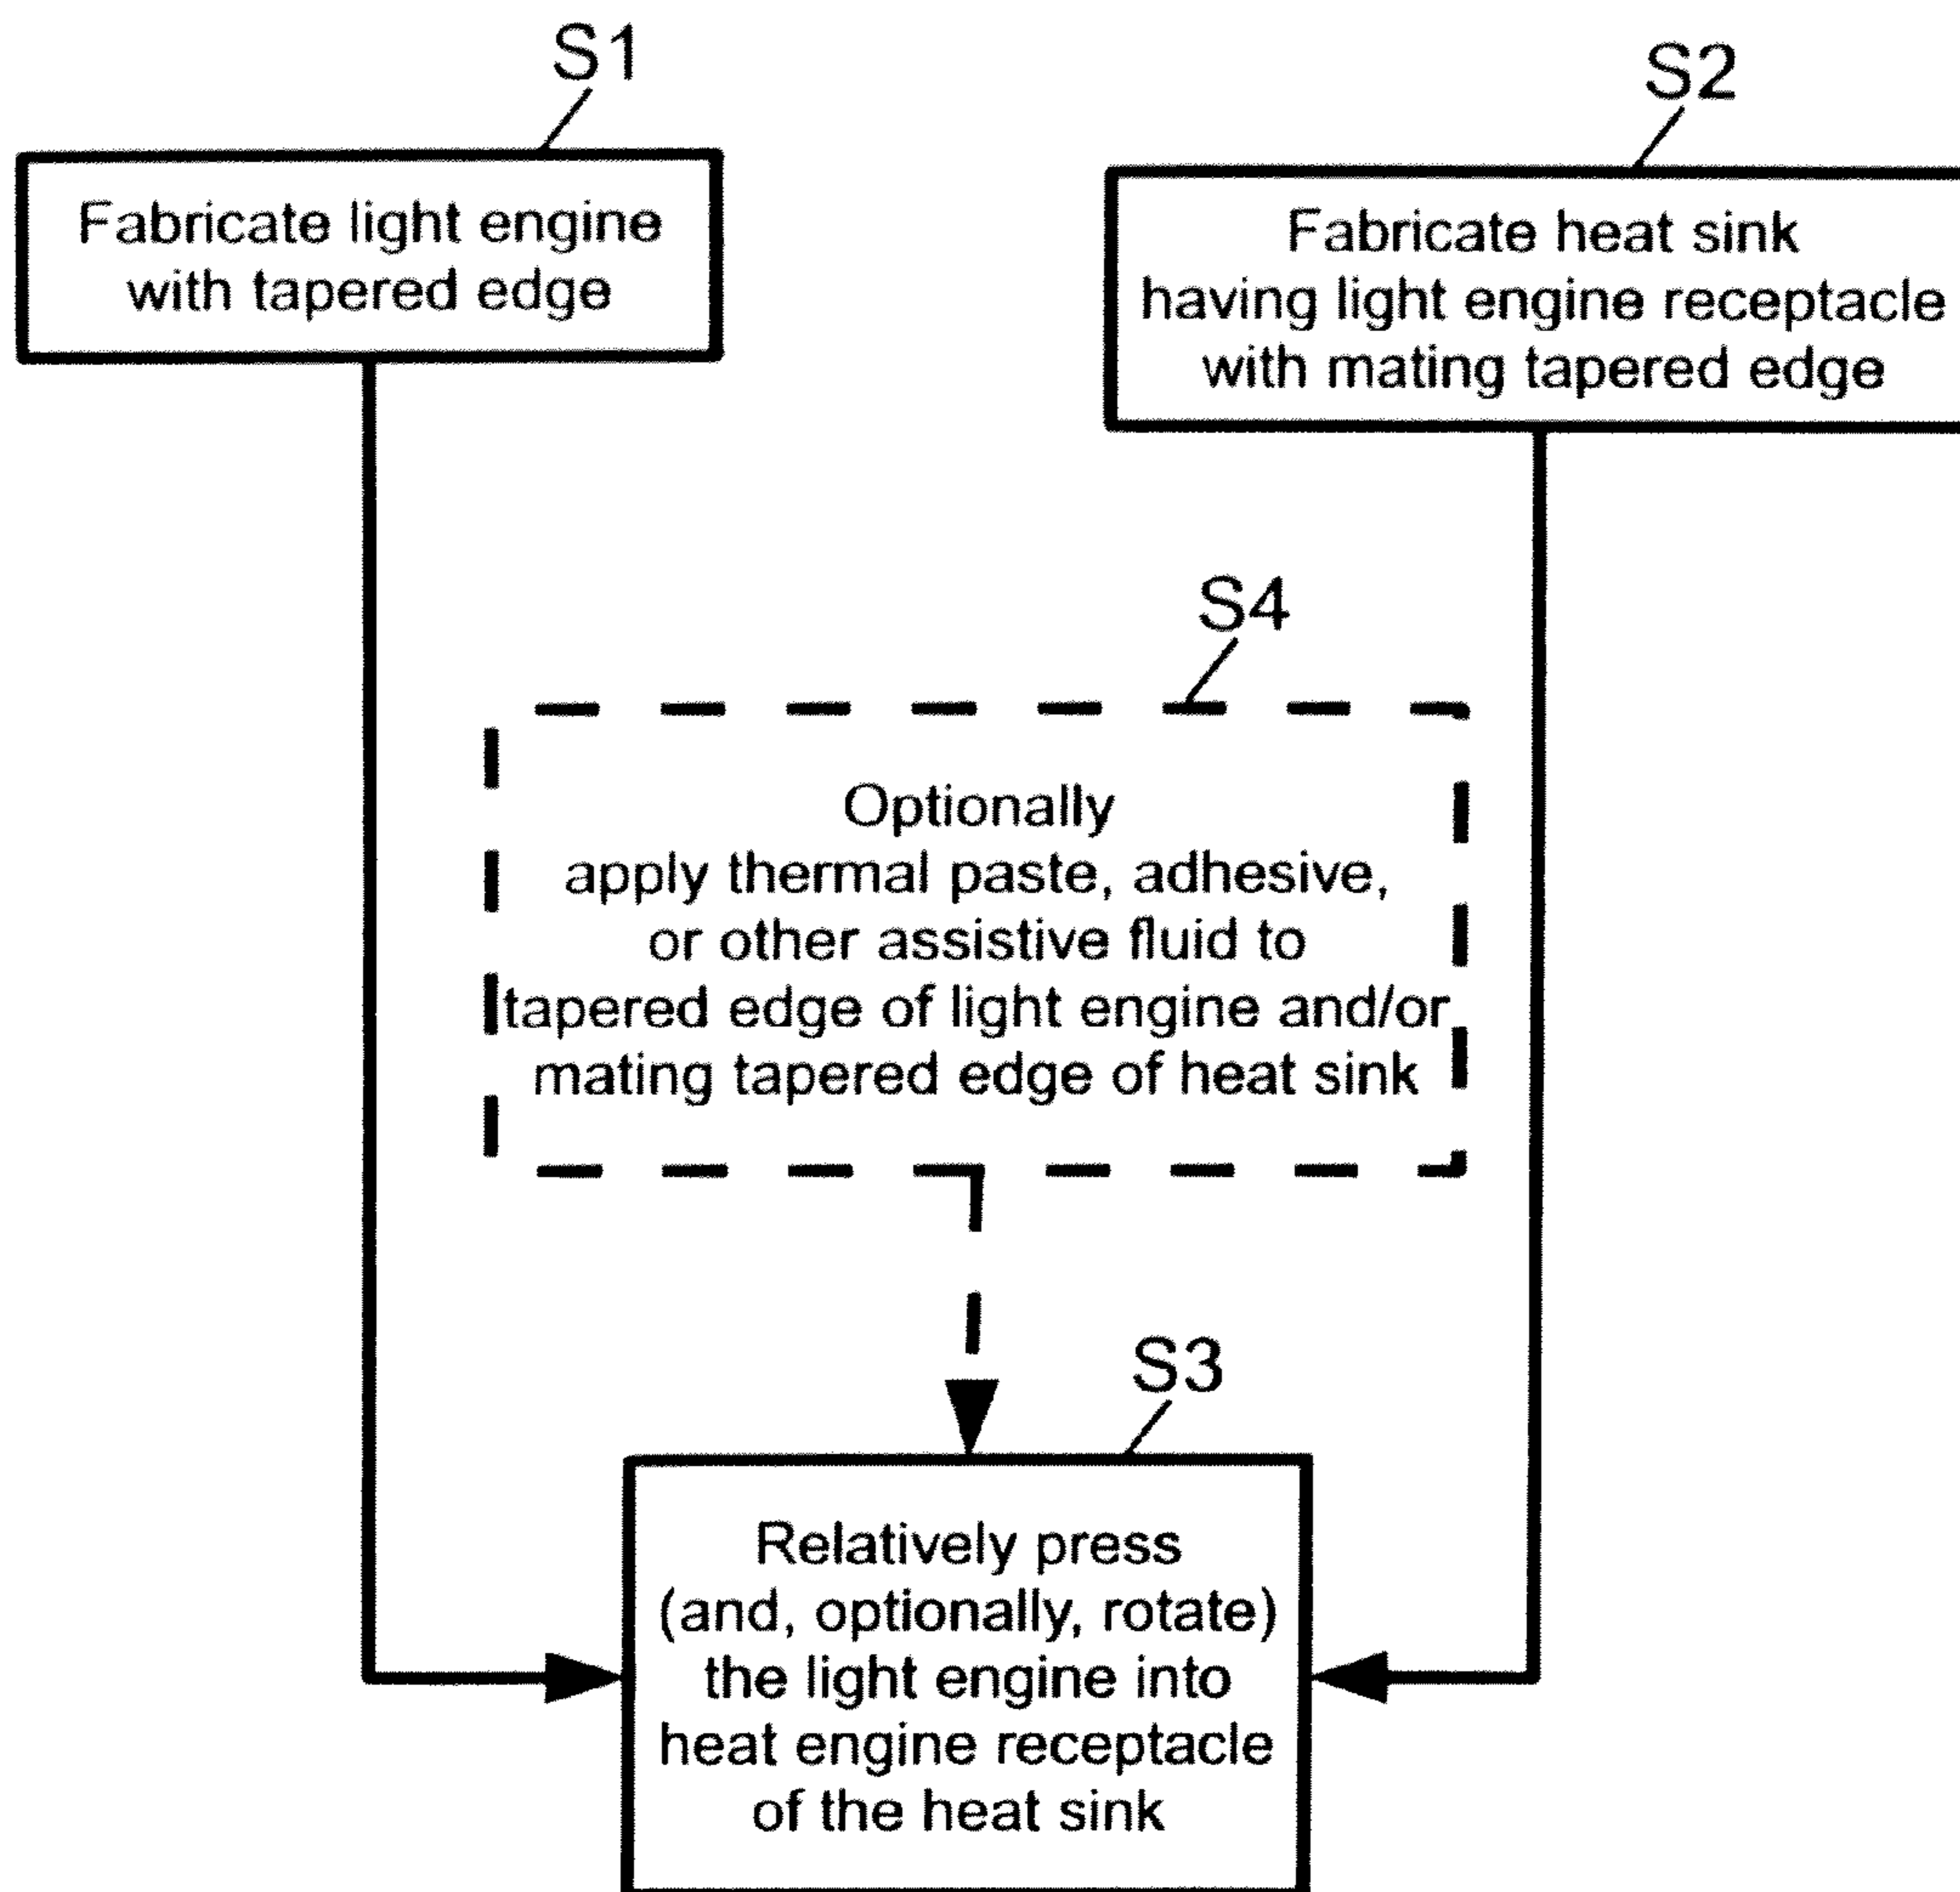 S1
Fabricate light engine
with tapered edge
S2
Fabricate heat sink
having light engine receptacle
with mating tapered edge
S4
Optionally
apply thermal paste, adhesive,
or other assistive fluid to
tapered edge of light engine and/or
mating tapered edge of heat sink
S3
Relatively press
(and, optionally, rotate)
the light engine into
heat engine receptacle
of the heat sink